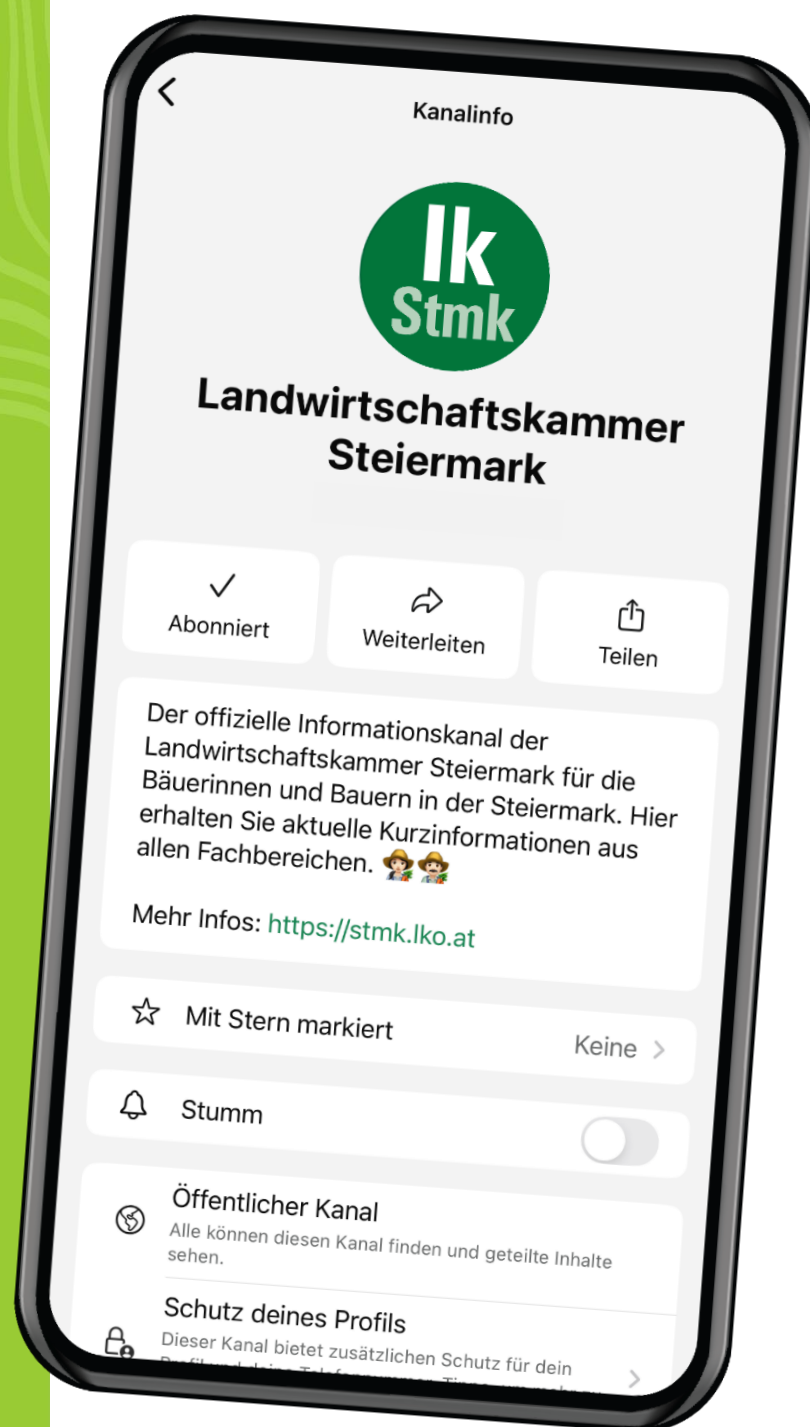 Kanalinfo
lk
Stmk
Landwirtschaftskammer
Steiermark
Abonniert
Weiterleiten
Teilen
Der offizielle Informationskanal der
Landwirtschaftskammer Steiermark für die
Bäuerinnen und Bauern in der Steiermark. Hier
erhalten Sie aktuelle Kurzinformationen aus
allen Fachbereichen. 👩‍🌾👨‍🌾
Mehr Infos: https://stmk.lko.at
Mit Stern markiert
Keine
Stumm
Öffentlicher Kanal
Alle können diesen Kanal finden und geteilte Inhalte
sehen.
Schutz deines Profils
Dieser Kanal bietet zusätzlichen Schutz für dein